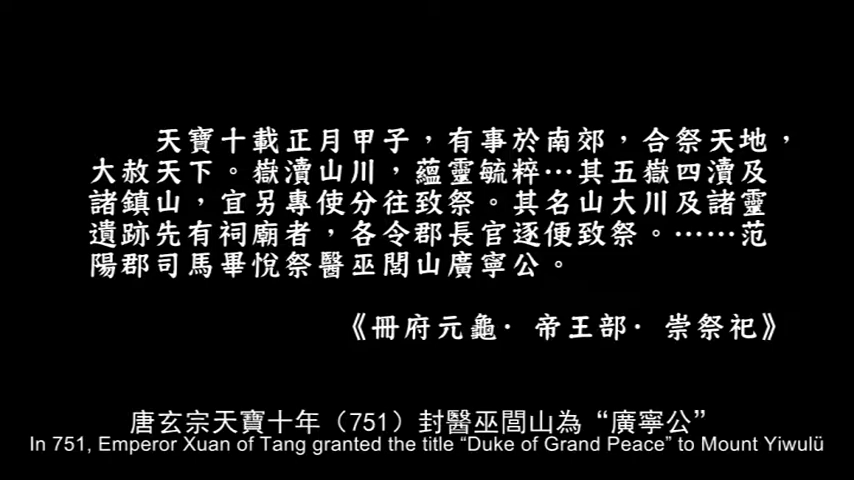 天寶十載正月甲子，有事於南郊，合祭天地，
大赦天下。嶽瀆山川，蘊靈毓粹…其五嶽四瀆及
諸鎮山，宜另專使分往致祭。其名山大川及諸靈
遺跡先有祠廟者，各令郡長官逐便致祭。……范
陽郡司馬畢悅祭醫巫閭山廣寧公。
《冊府元龜·帝王部·崇祭祀》
唐玄宗天寶十年（751）封醫巫閭山為“廣寧公”
In 751, Emperor Xuan of Tang granted the title “Duke of Grand Peace” to Mount Yiwulü